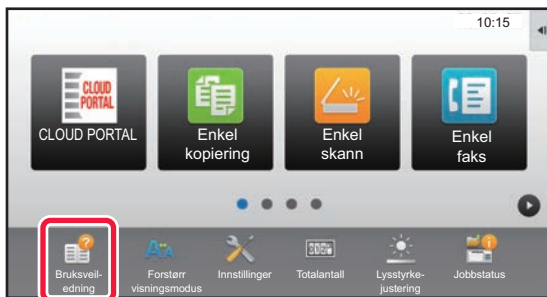 10:15
CLOUD
PORTAL
CLOUD PORTAL
Enkel
kopiering
Enkel
skann
Enkel
faks
Bruksveil-
edning
Forstørr
visningsmodus
Innstillinger
Totalantall
Lysstyrke-
justering
Jobbstatus